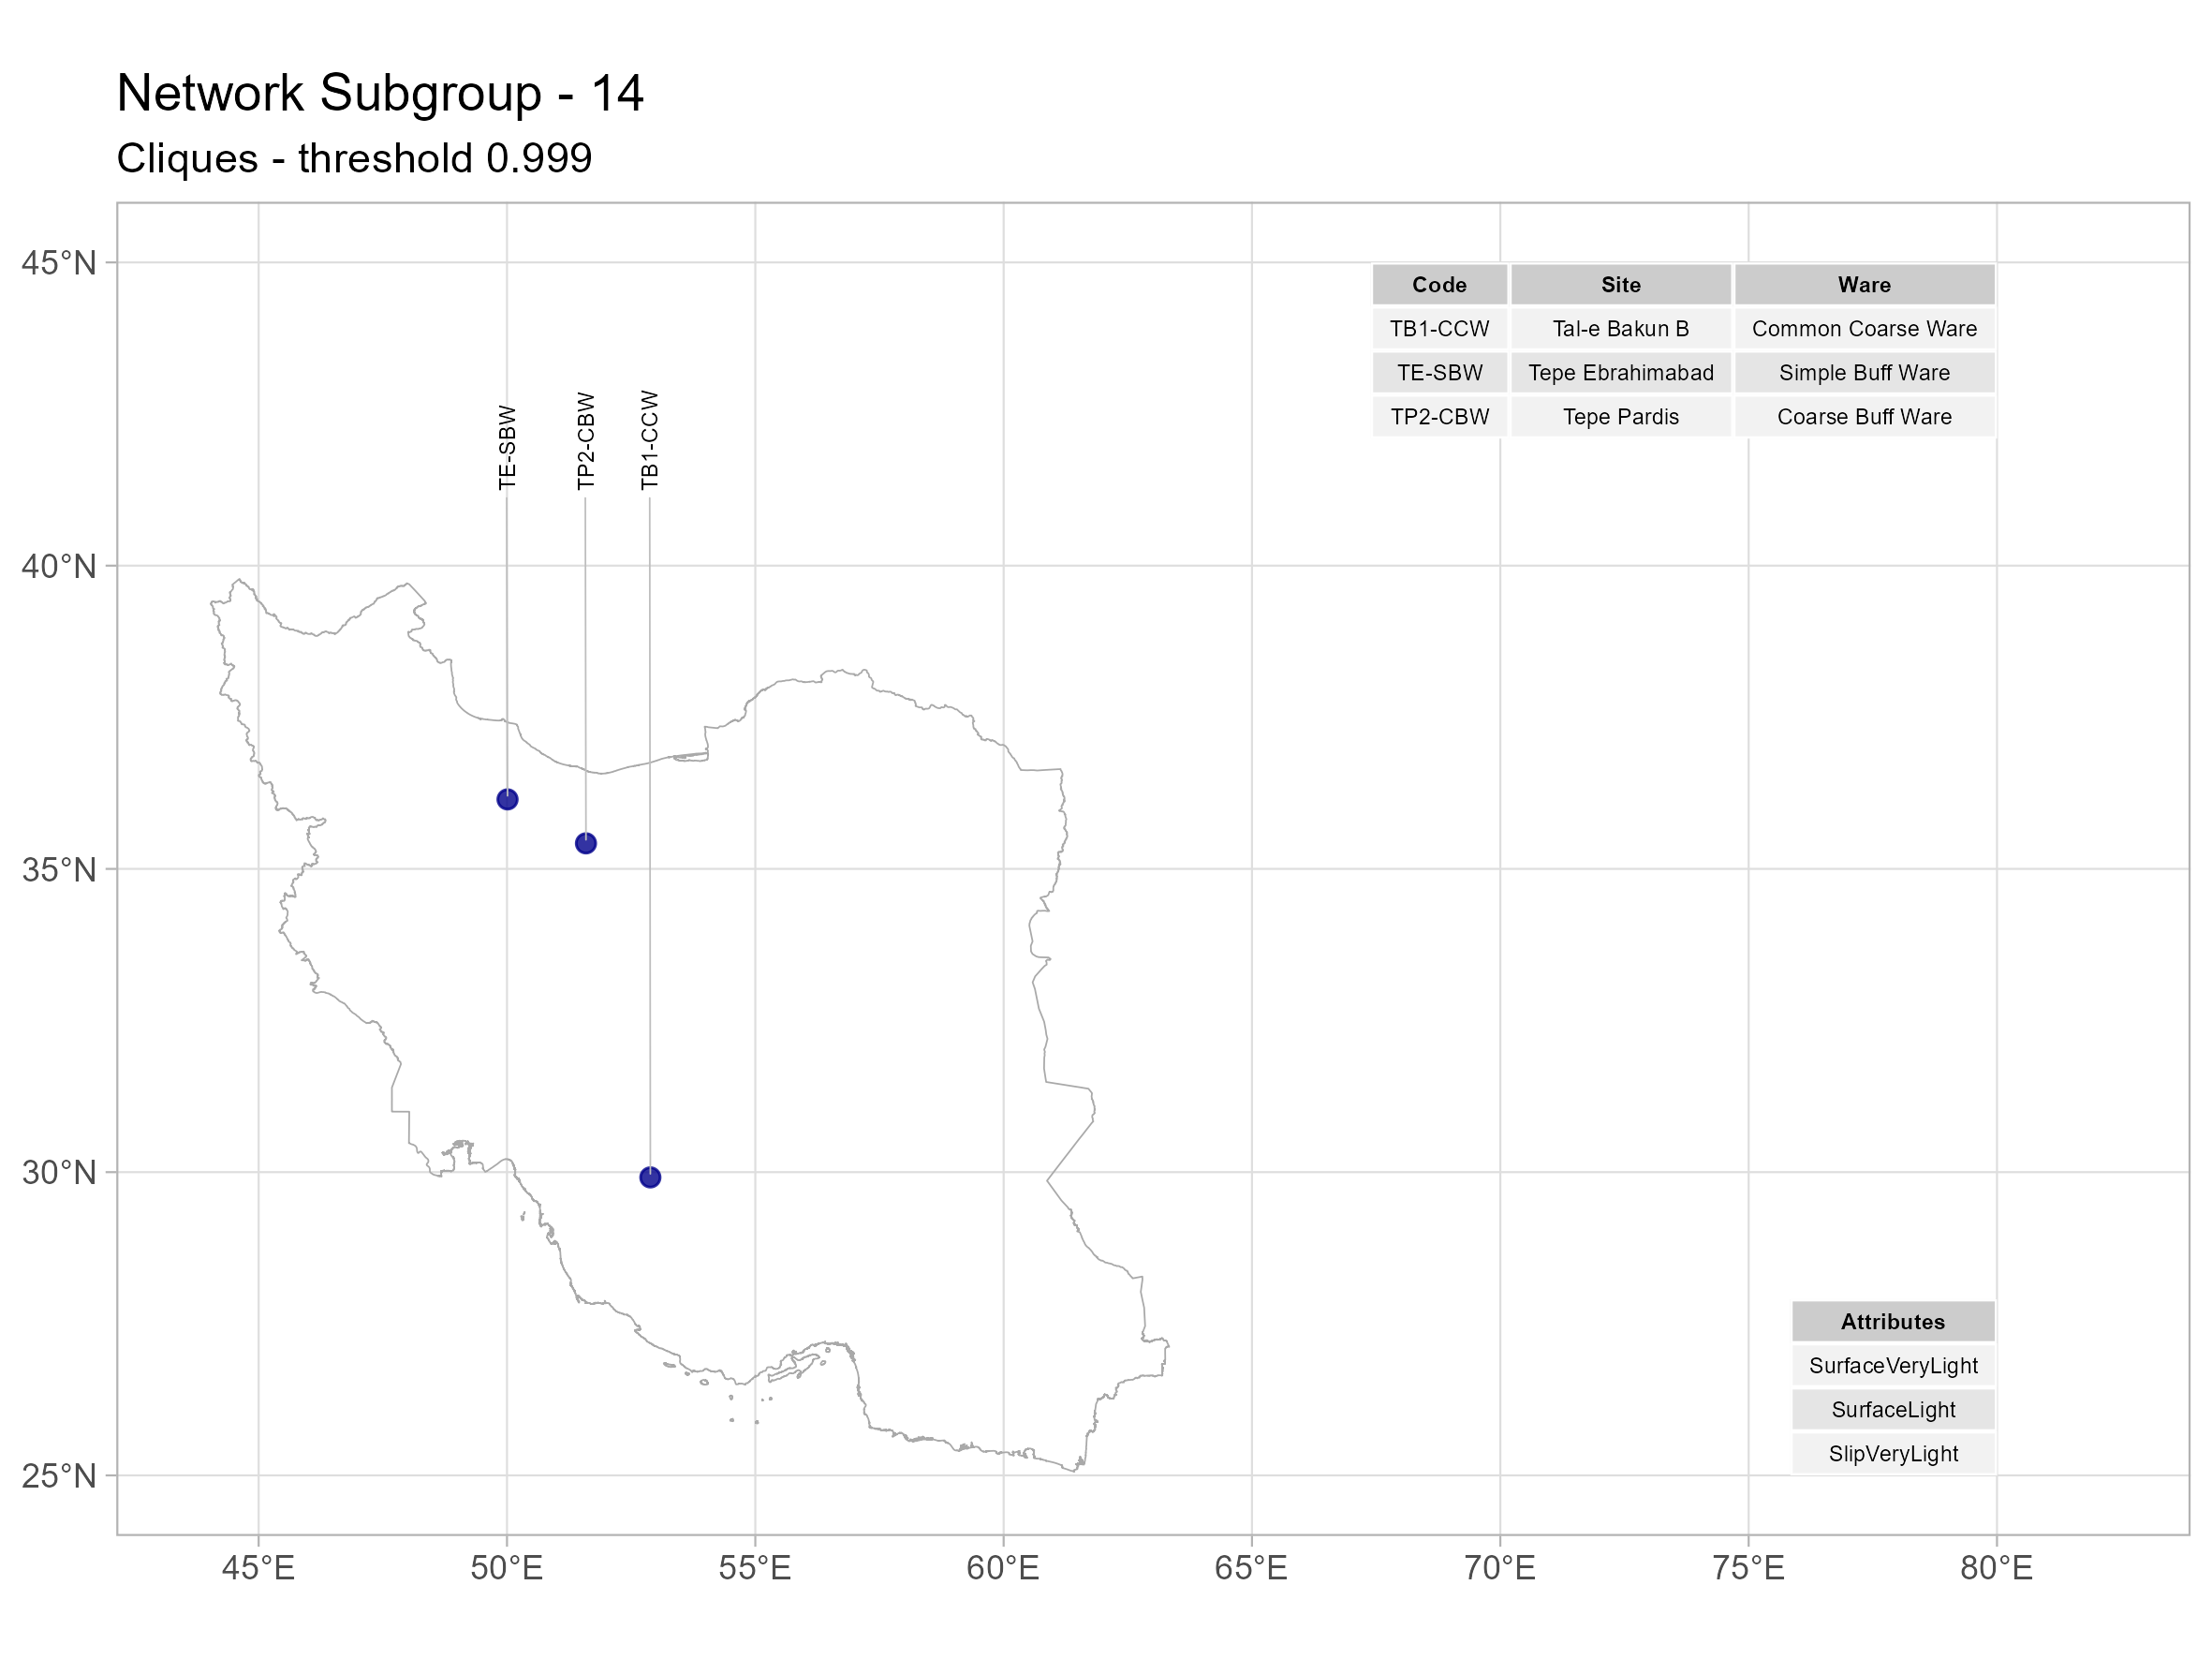 Network Subgroup - 14
Cliques - threshold 0.999
45°N
40°N
35°N
30°N
25°N
Code Site Ware
TB1-CCW Tal-e Bakun B Common Coarse Ware
TE-SBW Tepe Ebrahimabad Simple Buff Ware
TP2-CBW Tepe Pardis Coarse Buff Ware
TE-SBW
TP2-CBW
TB1-CCW
Attributes
SurfaceVeryLight
SurfaceLight
SlipVeryLight
45°E 50°E 55°E 60°E 65°E 70°E 75°E 80°E